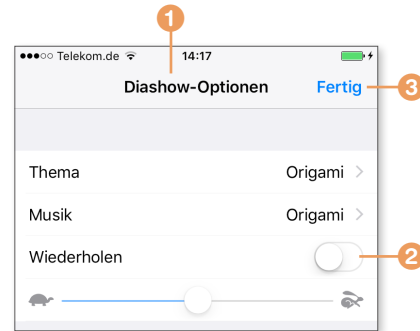 1
Telekom.de 14:17
Diashow-Optionen Fertig 3
Thema Origami
Musik Origami
Wiederholen 2